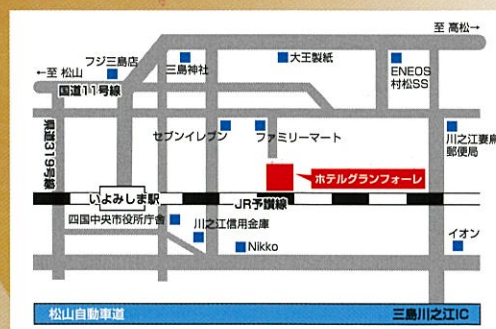 至 高松→
フジ三島店
三島神社
大王製紙
←至 松山
国道11号線
ENEOS
村松SS
県道319号線
セブンイレブン
ファミリーマート
川之江妻鳥
郵便局
ホテルグランフォーレ
いよみしま駅
JR予讃線
四国中央市役所庁舎
川之江信用金庫
Nikko
イオン
松山自動車道
三島川之江IC